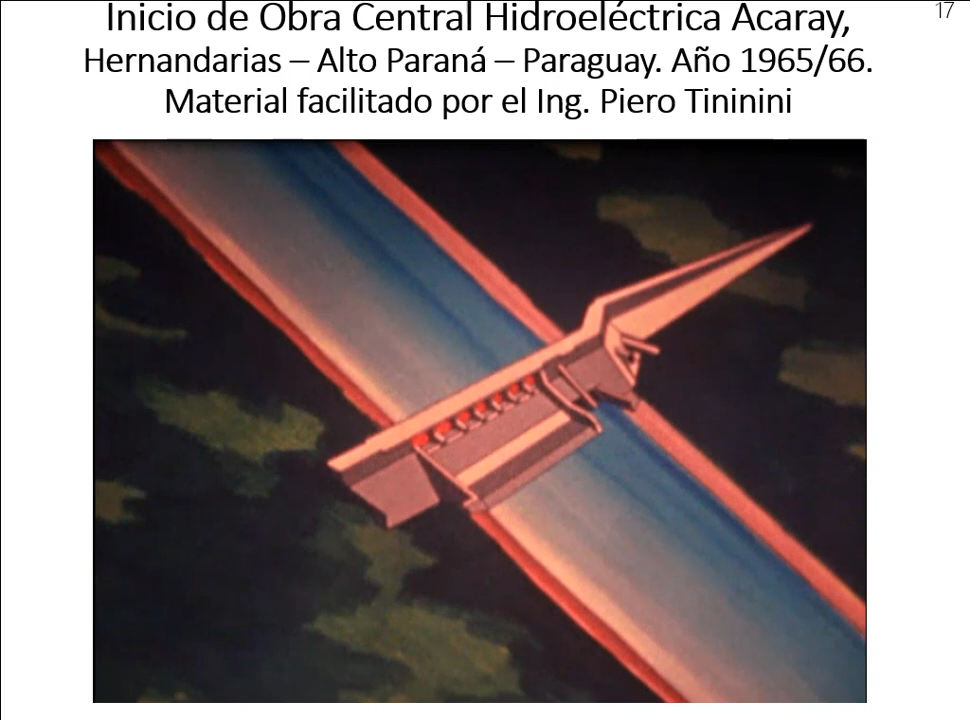 Inicio de Obra Central Hidroeléctrica Acaray,
17
Hernandarias – Alto Paraná – Paraguay. Año 1965/66.
Material facilitado por el Ing. Piero Tininini